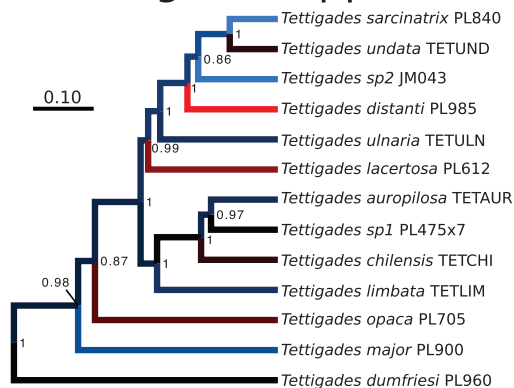 Tettigades sarcinatrix PL840
1
Tettigades undata TETUND
0.86
Tettigades sp2 JM043
1
0.10
Tettigades distanti PL985
1
Tettigades ulnaria TETULN
0.99
Tettigades lacertosa PL612
Tettigades auropilosa TETAUR
1
0.97
Tettigades sp1 PL475x7
1
Tettigades chilensis TETCHI
0.87
1
0.98
Tettigades limbata TETLIM
Tettigades opaca PL705
1
Tettigades major PL900
Tettigades dumfriesi PL960